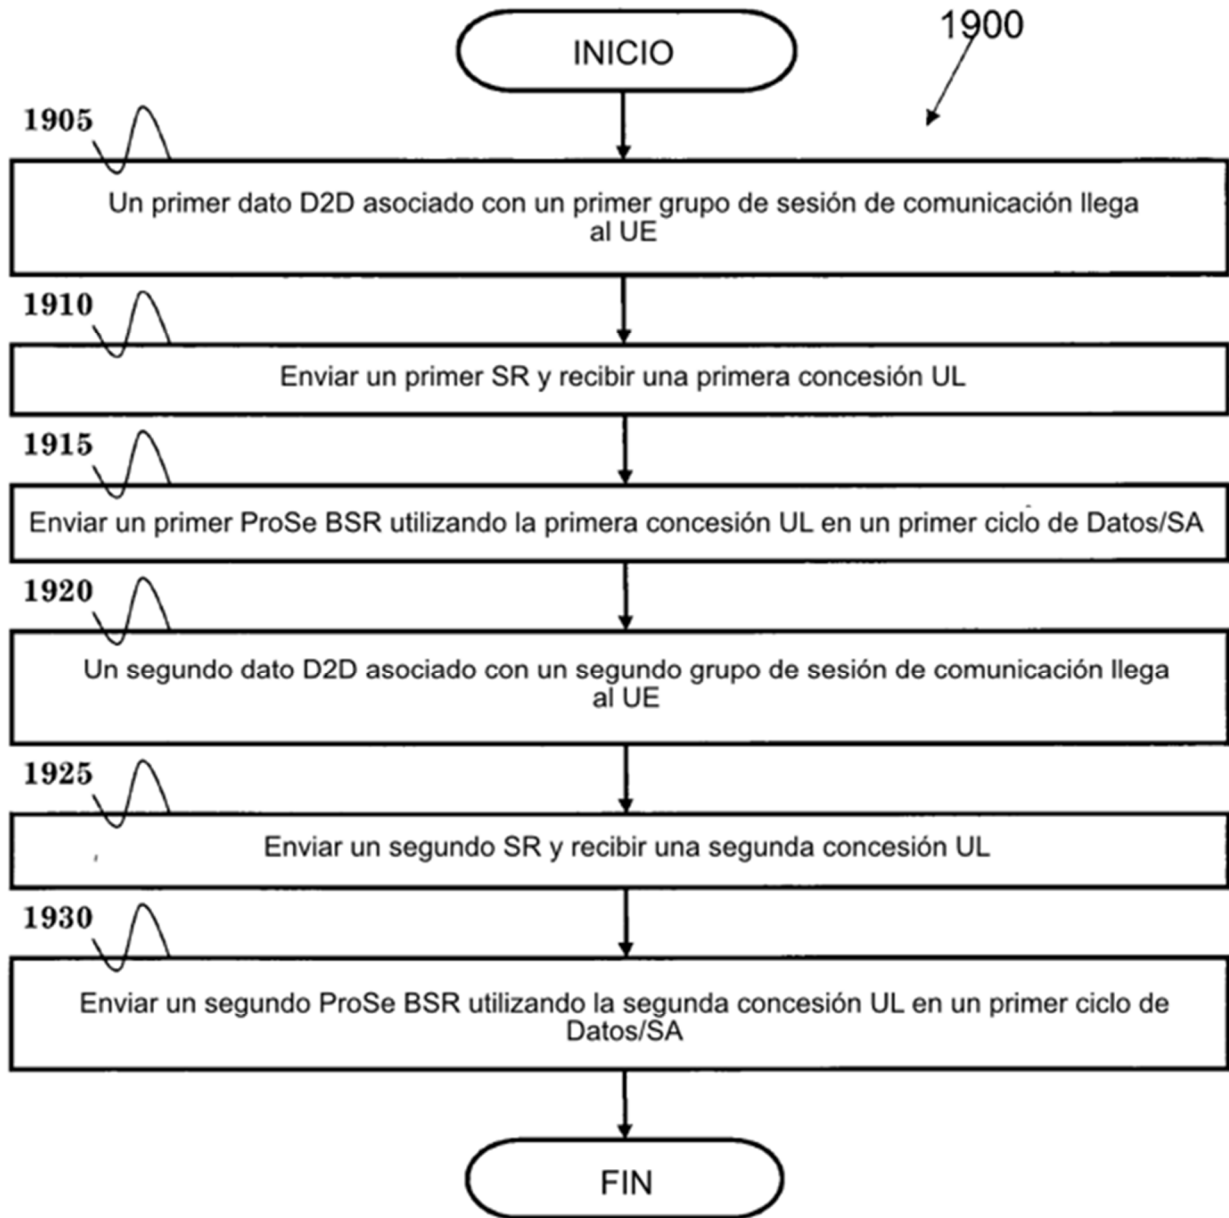 INICIO
1900
1905
Un primer dato D2D asociado con un primer grupo de sesión de comunicación llega
al UE
1910
Enviar un primer SR y recibir una primera concesión UL
1915
Enviar un primer ProSe BSR utilizando la primera concesión UL en un primer ciclo de Datos/SA
1920
Un segundo dato D2D asociado con un segundo grupo de sesión de comunicación llega
al UE
1925
Enviar un segundo SR y recibir una segunda concesión UL
1930
Enviar un segundo ProSe BSR utilizando la segunda concesión UL en un primer ciclo de
Datos/SA
FIN